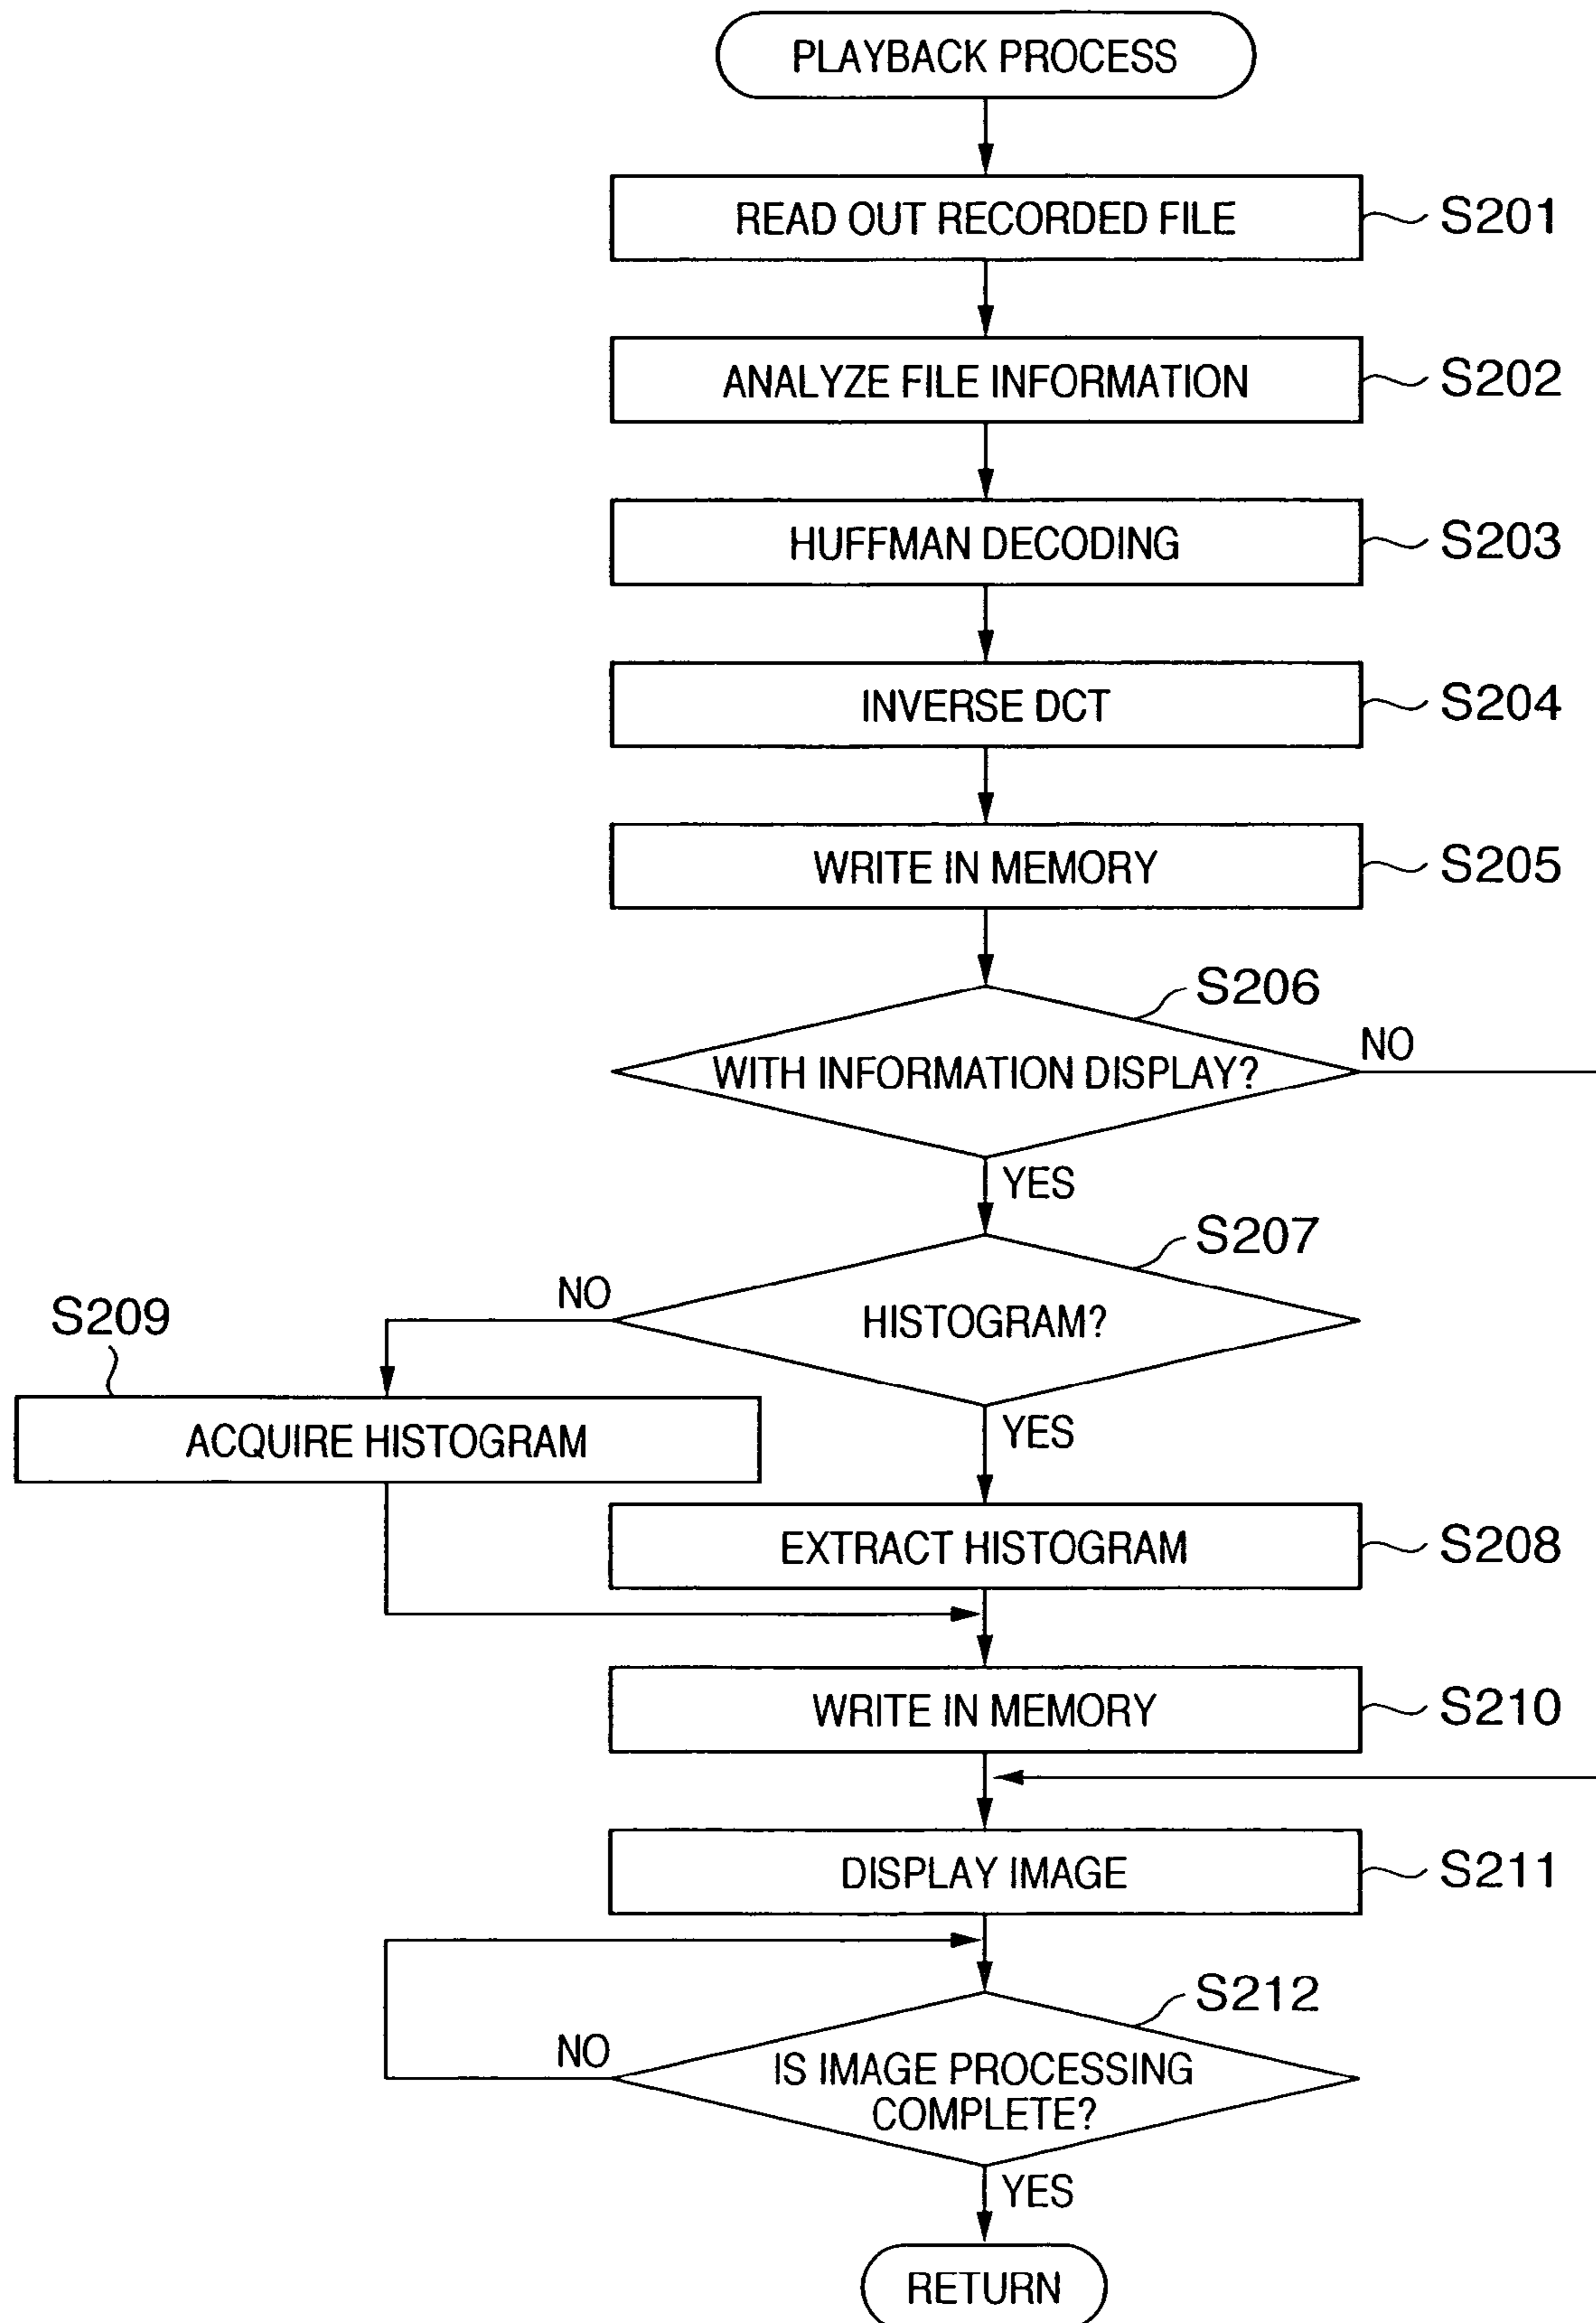 PLAYBACK PROCESS
READ OUT RECORDED FILE
S201
ANALYZE FILE INFORMATION
S202
HUFFMAN DECODING
S203
INVERSE DCT
S204
WRITE IN MEMORY
S205
S206
WITH INFORMATION DISPLAY?
NO
YES
S207
HISTOGRAM?
NO
S209
ACQUIRE HISTOGRAM
YES
EXTRACT HISTOGRAM
S208
WRITE IN MEMORY
S210
DISPLAY IMAGE
S211
S212
IS IMAGE PROCESSING
COMPLETE?
NO
YES
RETURN